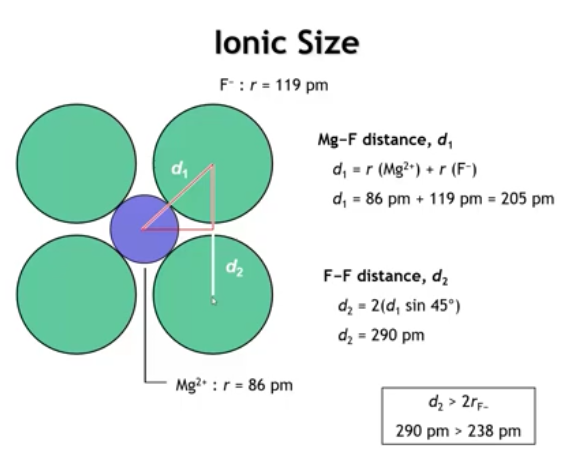 Ionic Size
F⁻ : r = 119 pm
Mg–F distance, d₁
d₁ = r (Mg²⁺) + r (F⁻)
d₁ = 86 pm + 119 pm = 205 pm
d₁
d₂
F–F distance, d₂
d₂ = 2(d₁ sin 45°)
d₂ = 290 pm
Mg²⁺ : r = 86 pm
d₂ > 2r_F₋
290 pm > 238 pm